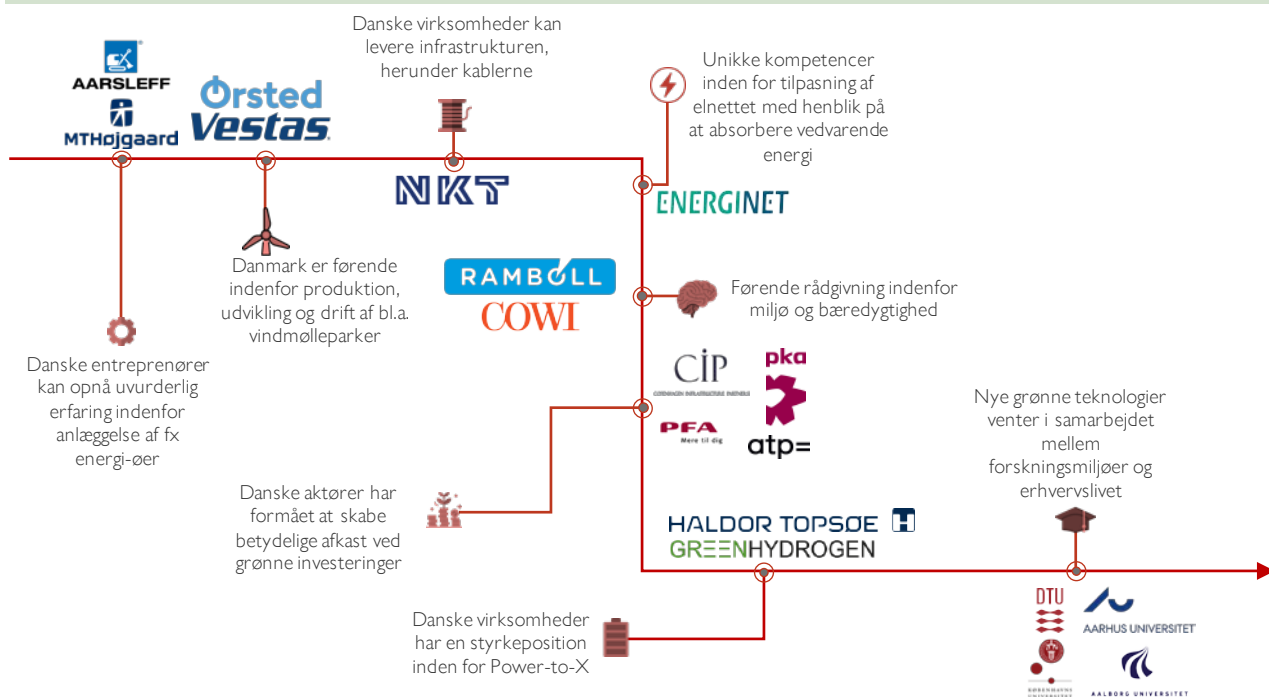 AARSLEFF
MTHøjgaard
Ørsted
Vestas
Danske virksomheder kan
levere infrastrukturen,
herunder kablerne
NKT
Unikke kompetencer
inden for tilpasning af
elnettet med henblik på
at absorbere vedvarende
energi
ENERGINET
Danmark er førende
indenfor produktion,
udvikling og drift af bl.a.
vindmølleparker
RAMBOLL
COWI
Førende rådgivning indenfor
miljø og bæredygtighed
Danske entreprenører
kan opnå uvurderlig
erfaring indenfor
anlæggelse af fx
energi-øer
CIP
COPENHAGEN INFRASTRUCTURE PARTNERS
pka
PFA
Mere til dig
atp=
Danske aktører har
formået at skabe
betydelige afkast ved
grønne investeringer
Nye grønne teknologier
venter i samarbejdet
mellem
forskningsmiljøer og
erhvervslivet
HALDOR TOPSØE H
GREENHYDROGEN
Danske virksomheder
har en styrkeposition
inden for Power-to-X
DTU
AARHUS UNIVERSITET
KØBENHAVNS
UNIVERSITET
AALBORG UNIVERSITET